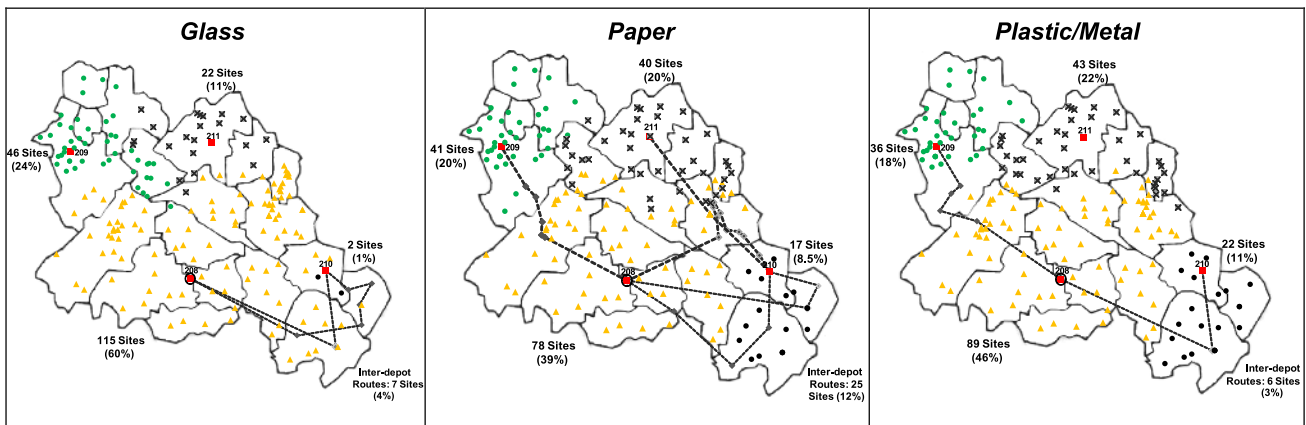 Glass
22 Sites
(11%)
211
46 Sites
(24%)
209
2 Sites
(1%)
210
208
115 Sites
(60%)
Inter-depot
Routes: 7 Sites
(4%)
Paper
40 Sites
(20%)
211
41 Sites
(20%)
209
17 Sites
(8.5%)
10
208
78 Sites
(39%)
Inter-depot
Routes: 25
Sites (12%)
Plastic/Metal
43 Sites
(22%)
211
36 Sites
(18%)
209
22 Sites
(11%)
210
208
89 Sites
(46%)
Inter-depot
Routes: 6 Sites
(3%)